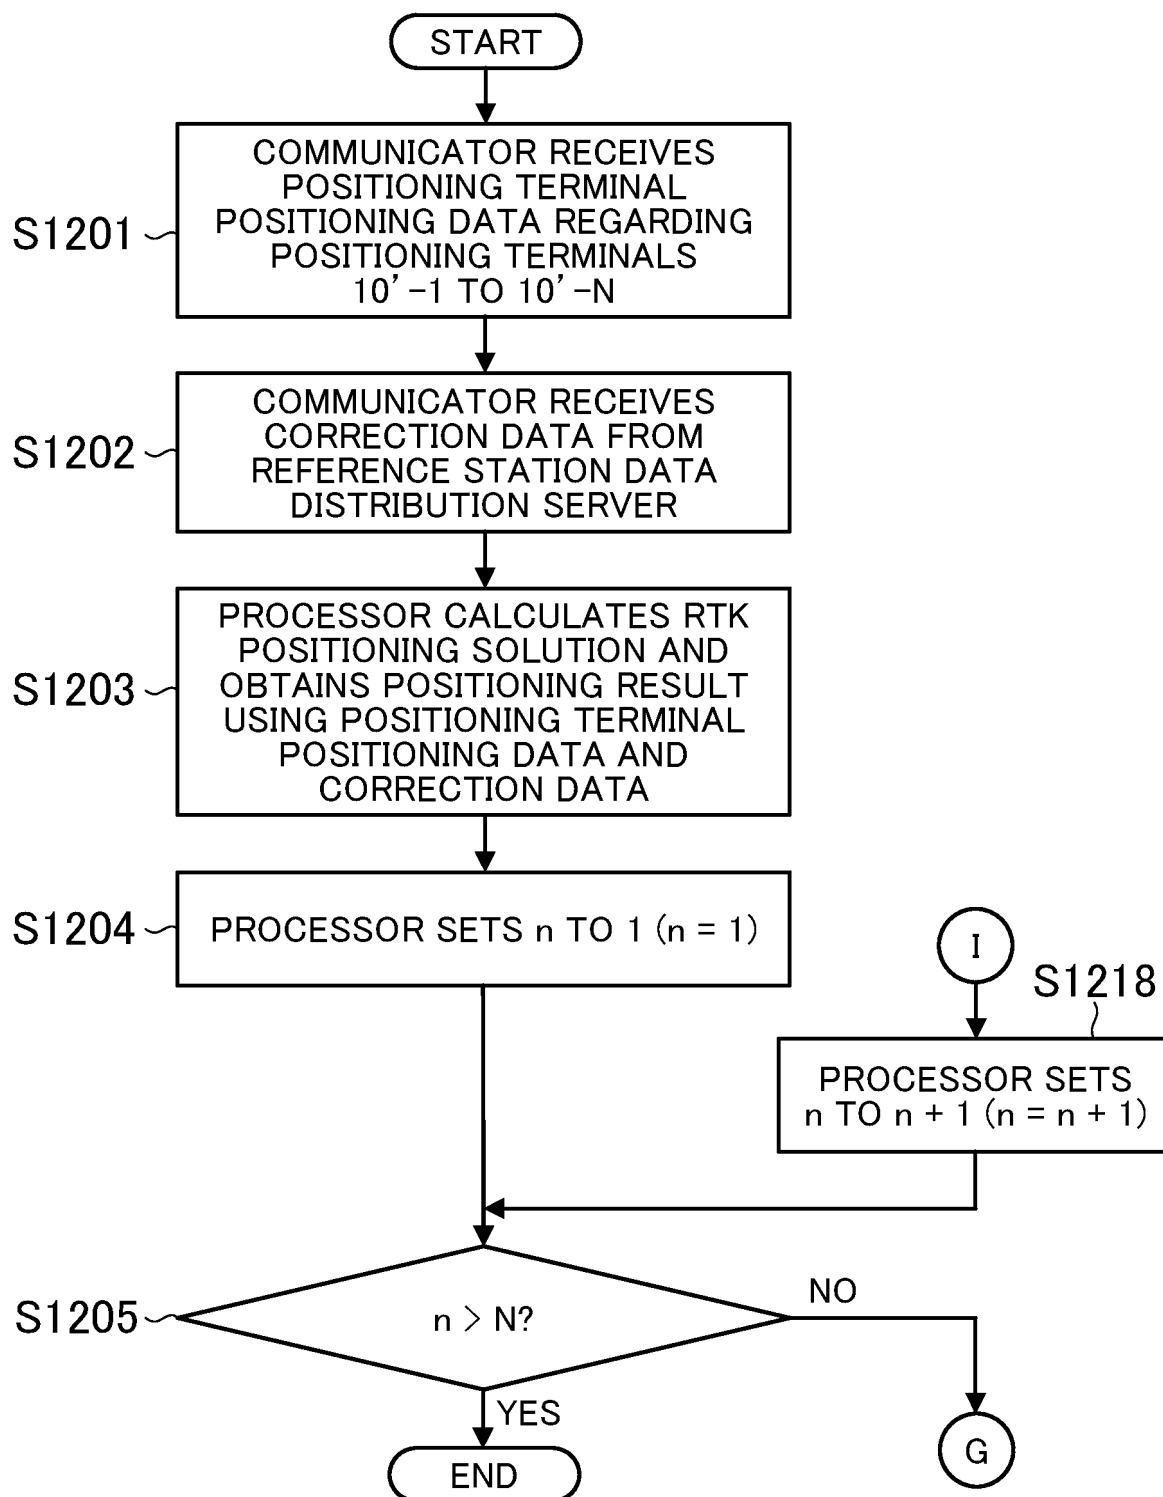 START
S1201
COMMUNICATOR RECEIVES
POSITIONING TERMINAL
POSITIONING DATA REGARDING
POSITIONING TERMINALS
10'-1 TO 10'-N
S1202
COMMUNICATOR RECEIVES
CORRECTION DATA FROM
REFERENCE STATION DATA
DISTRIBUTION SERVER
S1203
PROCESSOR CALCULATES RTK
POSITIONING SOLUTION AND
OBTAINS POSITIONING RESULT
USING POSITIONING TERMINAL
POSITIONING DATA AND
CORRECTION DATA
S1204
PROCESSOR SETS n TO 1 (n = 1)
I
S1218
PROCESSOR SETS
n TO n + 1 (n = n + 1)
S1205
n > N?
NO
YES
END
G